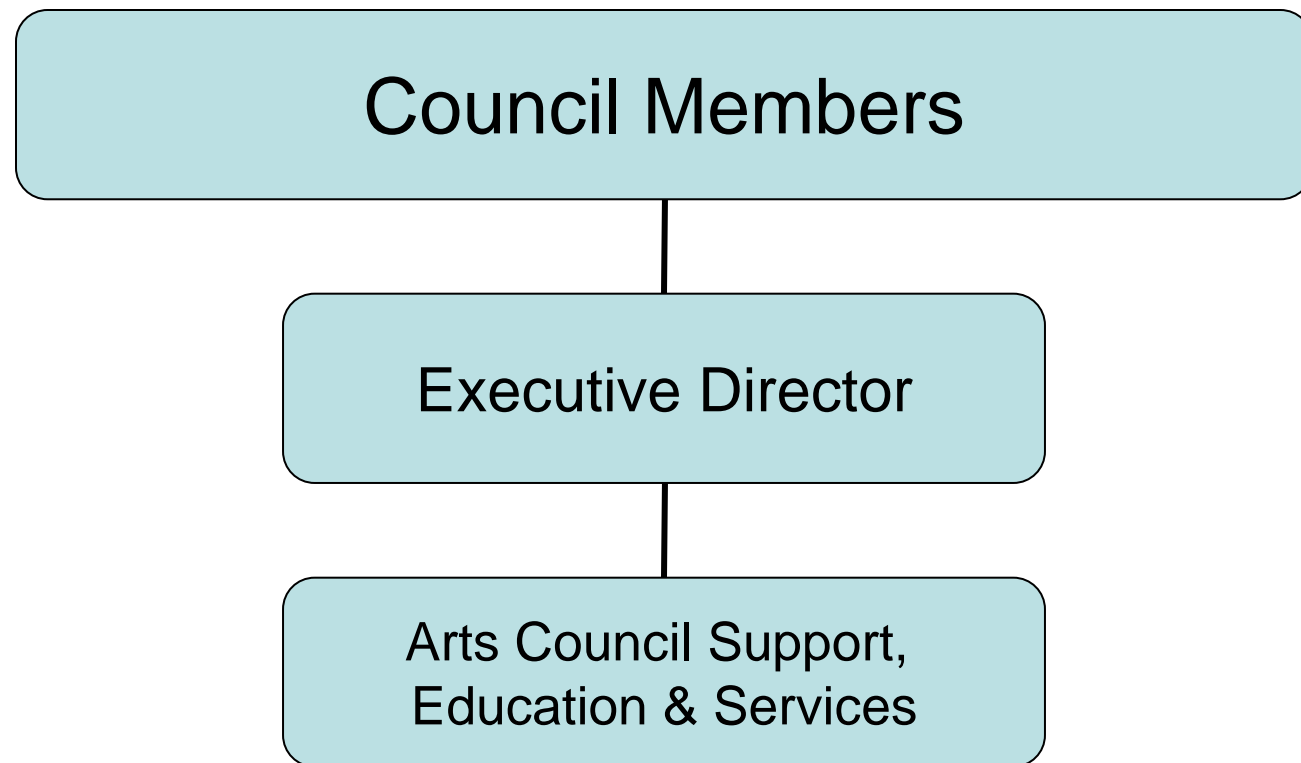 Council Members
Executive Director
Arts Council Support,
Education & Services